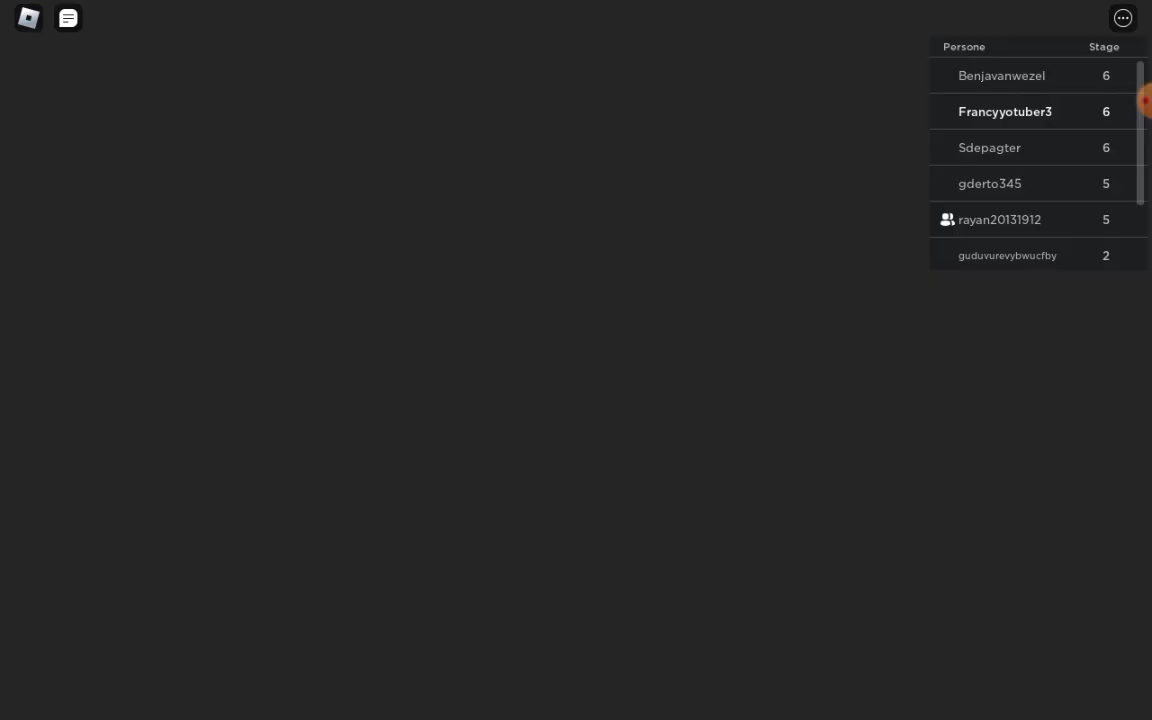 Persone Stage
Benjavanwezel 6
Francyyotuber3 6
Sdepagter 6
gderto345 5
rayan20131912 5
guduvurevybwucfby 2